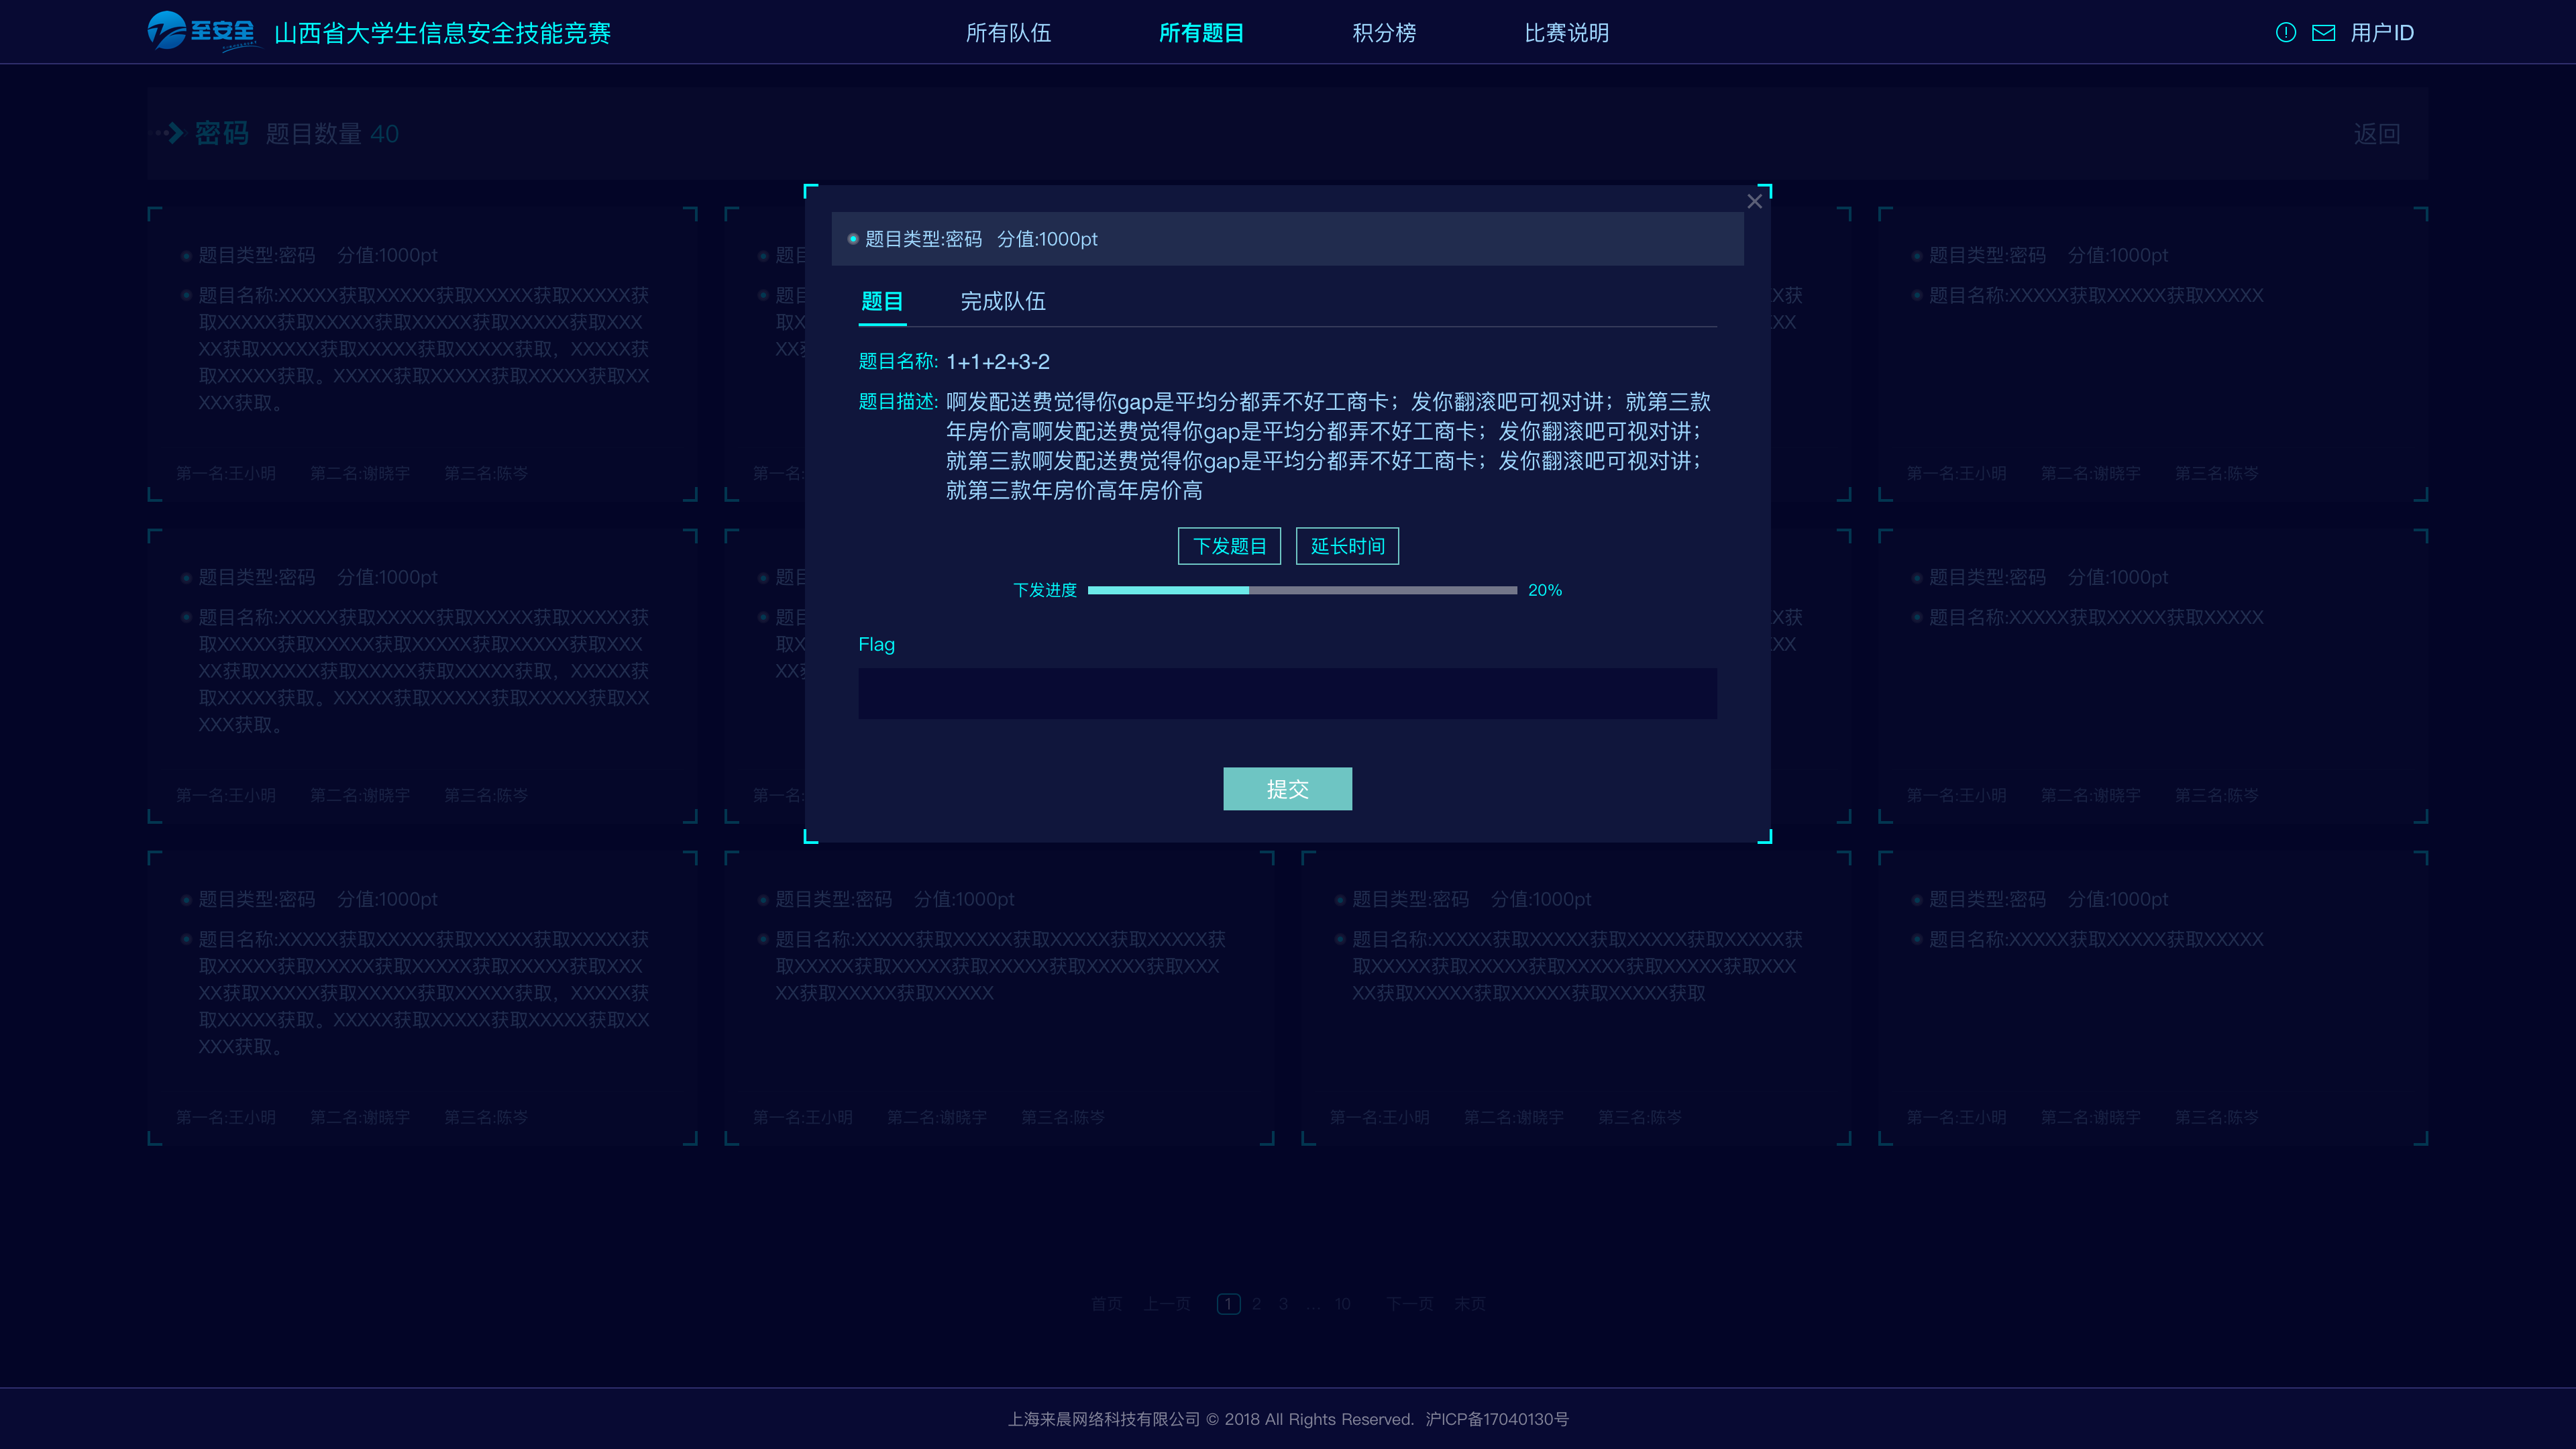 至安全 山西省大学生信息安全技能竞赛 所有队伍 所有题目 积分榜 比赛说明 用户ID
密码 题目数量 40 返回
题目类型:密码 分值:1000pt
题目 完成队伍
题目名称: 1+1+2+3-2
题目描述: 啊发配送费觉得你gap是平均分都弄不好工商卡；发你翻滚吧可视对讲；就第三款
年房价高啊发配送费觉得你gap是平均分都弄不好工商卡；发你翻滚吧可视对讲；
就第三款啊发配送费觉得你gap是平均分都弄不好工商卡；发你翻滚吧可视对讲；
就第三款年房价高年房价高
下发题目 延长时间
下发进度 20%
Flag
提交
题目类型:密码 分值:1000pt
题目名称:XXXXX获取XXXXX获取XXXXX获取XXXXX获
取XXXXX获取XXXXX获取XXXXX获取XXXXX获取XXX
XX获取XXXXX获取XXXXX获取XXXXX获取，XXXXX获
取XXXXX获取。XXXXX获取XXXXX获取XXXXX获取XX
XXX获取。
第一名:王小明 第二名:谢晓宇 第三名:陈岑
题目
题目
取X
XX获
第一名:
X获
XX
题目类型:密码 分值:1000pt
题目名称:XXXXX获取XXXXX获取XXXXX
第一名:王小明 第二名:谢晓宇 第三名:陈岑
题目类型:密码 分值:1000pt
题目名称:XXXXX获取XXXXX获取XXXXX获取XXXXX获
取XXXXX获取XXXXX获取XXXXX获取XXXXX获取XXX
XX获取XXXXX获取XXXXX获取XXXXX获取，XXXXX获
取XXXXX获取。XXXXX获取XXXXX获取XXXXX获取XX
XXX获取。
第一名:王小明 第二名:谢晓宇 第三名:陈岑
题目
题目
取X
XX获
第一名:
X获
XX
题目类型:密码 分值:1000pt
题目名称:XXXXX获取XXXXX获取XXXXX
第一名:王小明 第二名:谢晓宇 第三名:陈岑
题目类型:密码 分值:1000pt
题目名称:XXXXX获取XXXXX获取XXXXX获取XXXXX获
取XXXXX获取XXXXX获取XXXXX获取XXXXX获取XXX
XX获取XXXXX获取XXXXX获取XXXXX获取，XXXXX获
取XXXXX获取。XXXXX获取XXXXX获取XXXXX获取XX
XXX获取。
第一名:王小明 第二名:谢晓宇 第三名:陈岑
题目类型:密码 分值:1000pt
题目名称:XXXXX获取XXXXX获取XXXXX获取XXXXX获
取XXXXX获取XXXXX获取XXXXX获取XXXXX获取XXX
XX获取XXXXX获取XXXXX
第一名:王小明 第二名:谢晓宇 第三名:陈岑
题目类型:密码 分值:1000pt
题目名称:XXXXX获取XXXXX获取XXXXX获取XXXXX获
取XXXXX获取XXXXX获取XXXXX获取XXXXX获取XXX
XX获取XXXXX获取XXXXX获取XXXXX获取
第一名:王小明 第二名:谢晓宇 第三名:陈岑
题目类型:密码 分值:1000pt
题目名称:XXXXX获取XXXXX获取XXXXX
第一名:王小明 第二名:谢晓宇 第三名:陈岑
首页 上一页 1 2 3 ... 10 下一页 末页
上海来晨网络科技有限公司 © 2018 All Rights Reserved. 沪ICP备17040130号